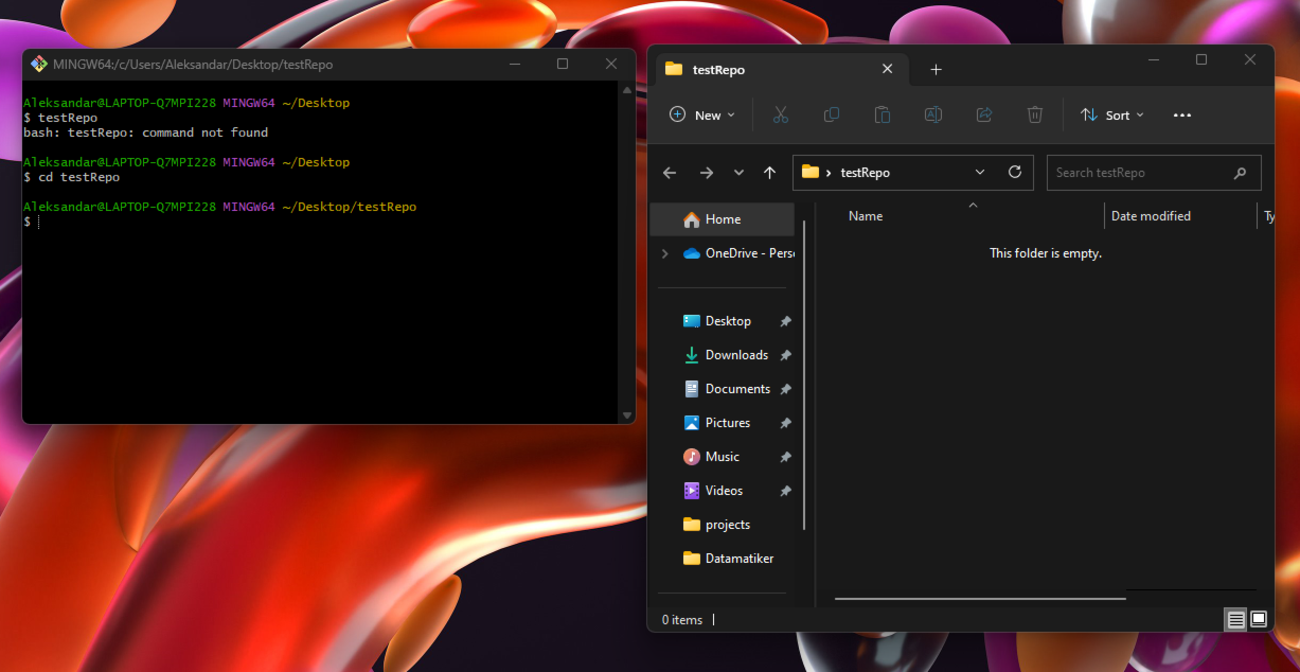 MINGW64:/c/Users/Aleksandar/Desktop/testRepo
Aleksandar@LAPTOP-Q7MPI228 MINGW64 ~/Desktop
$ testRepo
bash: testRepo: command not found
Aleksandar@LAPTOP-Q7MPI228 MINGW64 ~/Desktop
$ cd testRepo
Aleksandar@LAPTOP-Q7MPI228 MINGW64 ~/Desktop/testRepo
$
testRepo
New
Sort
testRepo
Search testRepo
Home
OneDrive - Perso
Desktop
Downloads
Documents
Pictures
Music
Videos
projects
Datamatiker
Name
Date modified
Ty
This folder is empty.
0 items